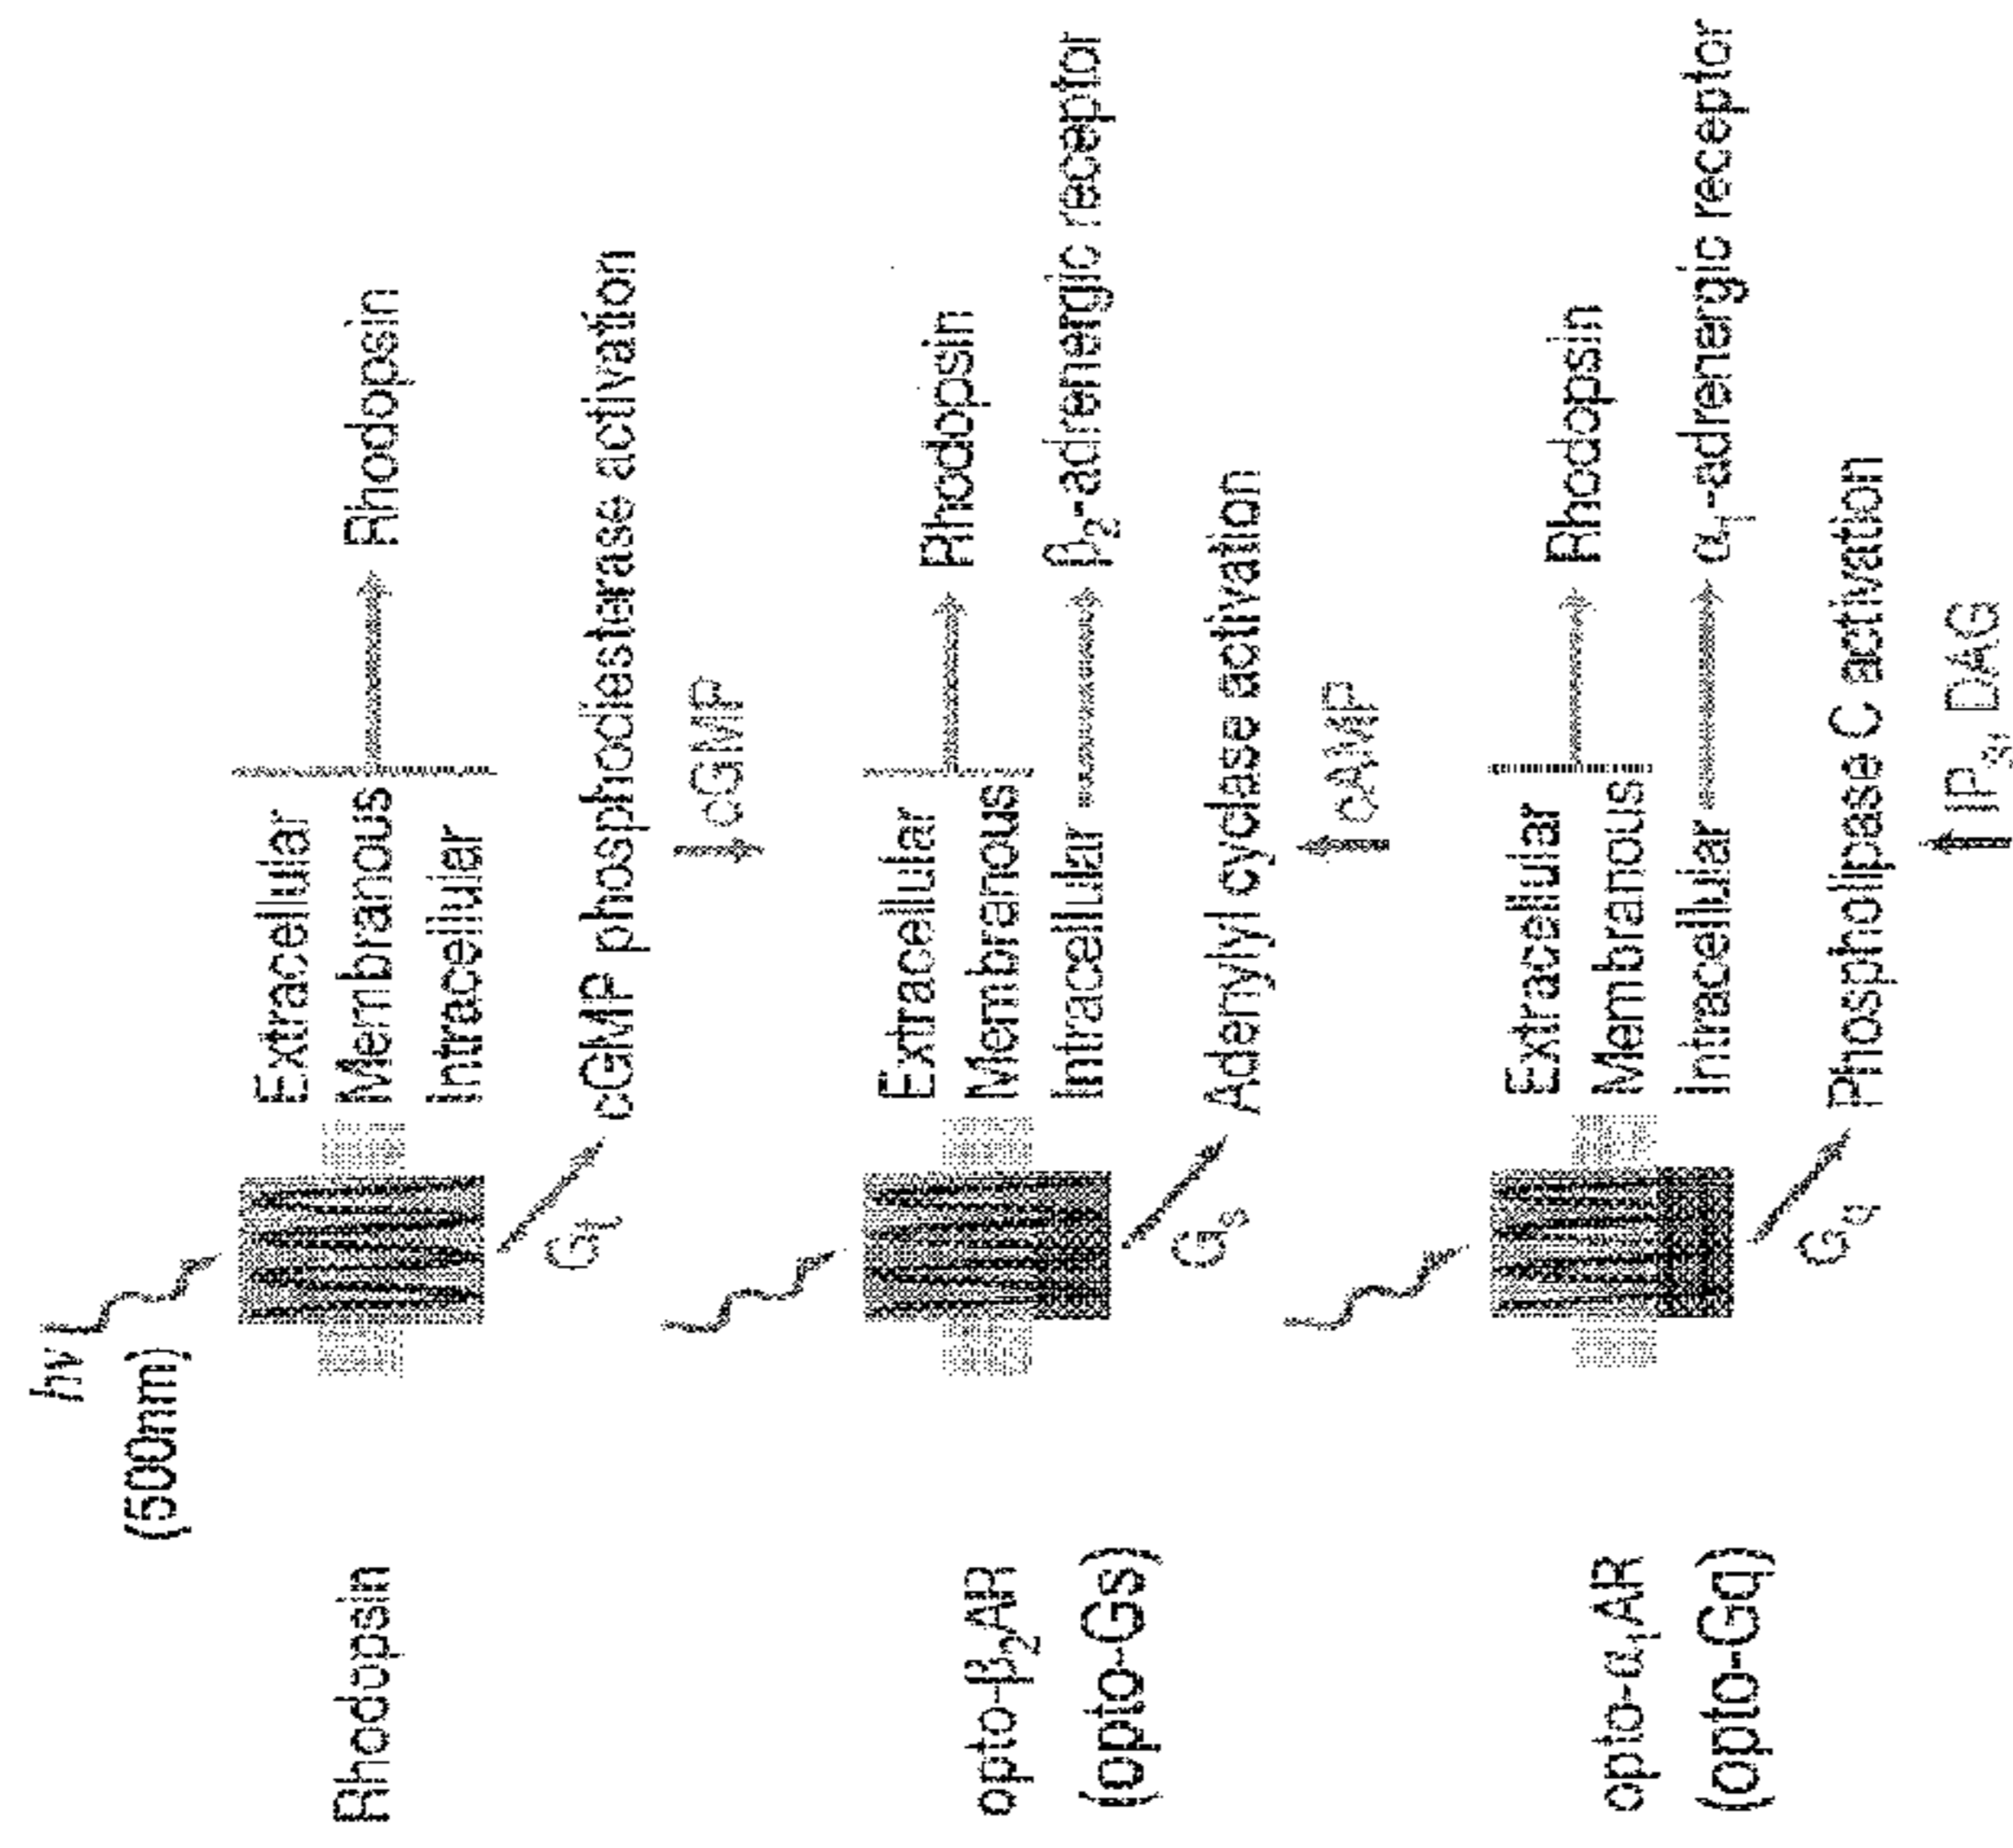 hν
(500nm)
Rhodopsin
Extracellular
Membranous
Intracellular
Rhodopsin
Gt
cGMP phosphodiesterase activation
cGMP
opto-β2AR
(opto-Gs)
Extracellular
Membranous
Intracellular
Rhodopsin
β2-adrenergic receptor
Gs
Adenylyl cyclase activation
cAMP
opto-α1AR
(opto-Gq)
Extracellular
Membranous
Intracellular
Rhodopsin
α1-adrenergic receptor
Gq
Phospholipase C activation
IP3, DAG